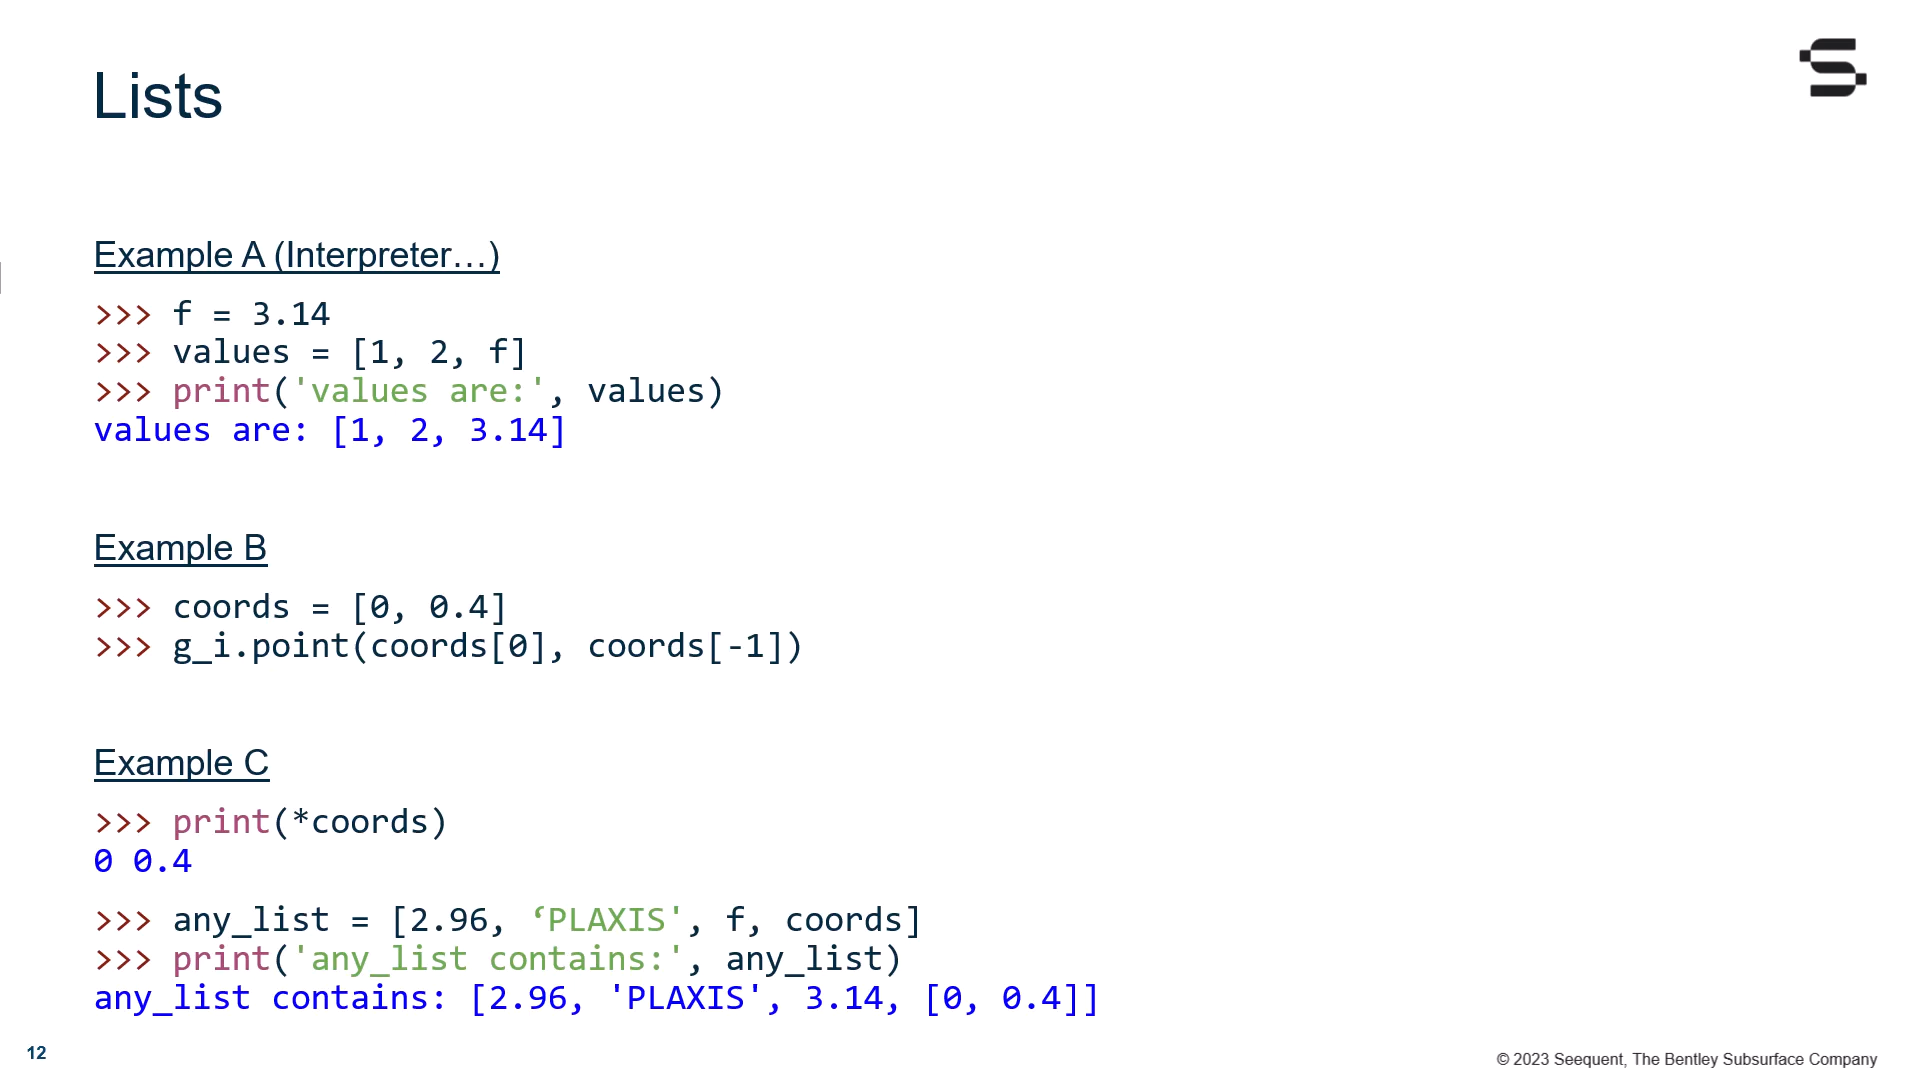 Lists
Example A (Interpreter…)
>>> f = 3.14
>>> values = [1, 2, f]
>>> print('values are:', values)
values are: [1, 2, 3.14]
Example B
>>> coords = [0, 0.4]
>>> g_i.point(coords[0], coords[-1])
Example C
>>> print(*coords)
0 0.4
>>> any_list = [2.96, ‘PLAXIS', f, coords]
>>> print('any_list contains:', any_list)
any_list contains: [2.96, 'PLAXIS', 3.14, [0, 0.4]]
12
© 2023 Seequent, The Bentley Subsurface Company